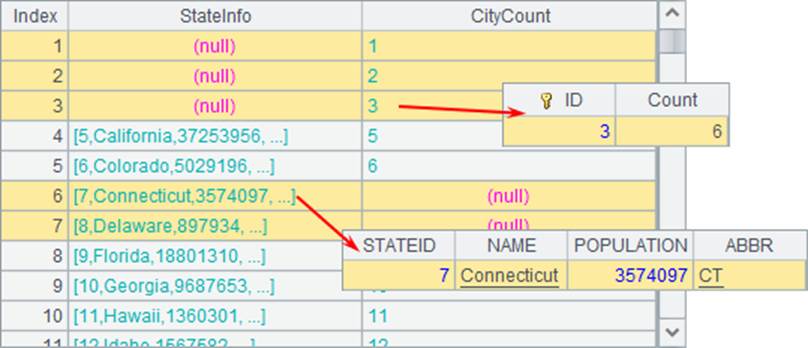 Index StateInfo CityCount
1 (null) 1
2 (null) 2
3 (null) 3
ID Count
3 6
4 [5,California,37253956, ...] 5
5 [6,Colorado,5029196, ...] 6
6 [7,Connecticut,3574097, ...] (null)
7 [8,Delaware,897934, ...] (null)
STATEID NAME POPULATION ABBR
7 Connecticut 3574097 CT
8 [9,Florida,18801310, ...]
9 [10,Georgia,9687653, ...]
10 [11,Hawaii,1360301, ...] 11
11 [12,Idaho,1567582, ...] 12